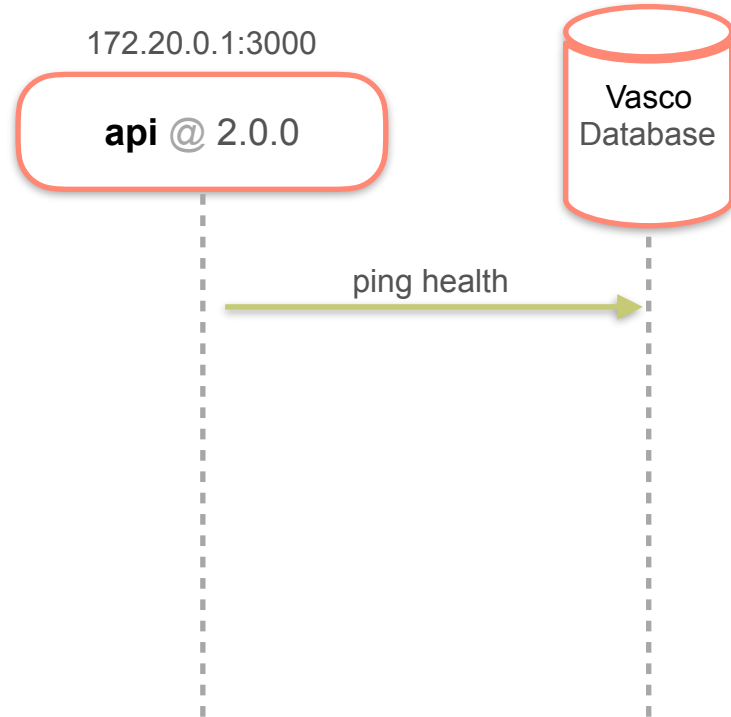 172.20.0.1:3000
api @ 2.0.0
Vasco
Database
ping health